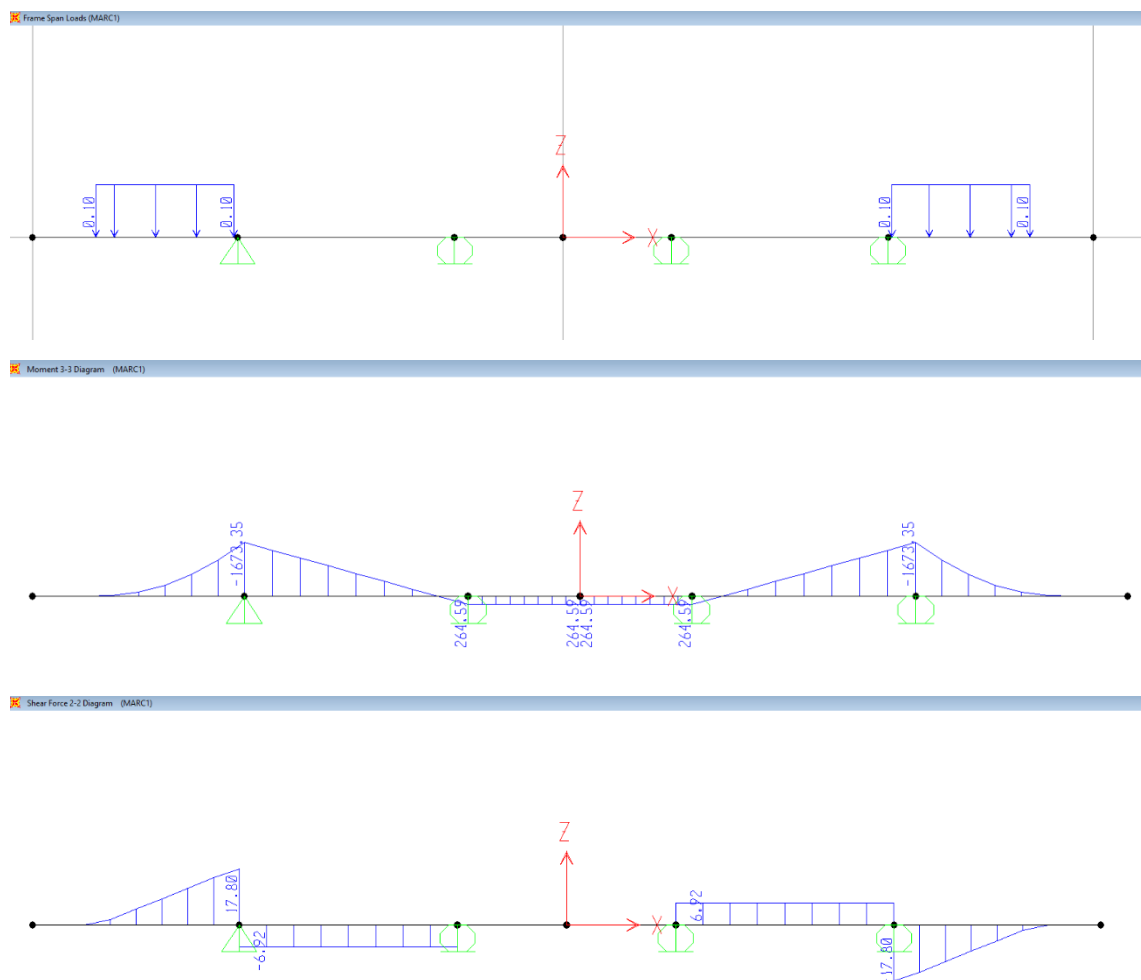 Frame Span Loads (MARC1)
Z
0.10
0.10
0.10
0.10
X
Moment 3-3 Diagram (MARC1)
Z
-1673.35
-1673.35
X
264.59
264.59
264.59
264.59
Shear Force 2-2 Diagram (MARC1)
Z
17.80
6.92
X
-6.92
-17.80